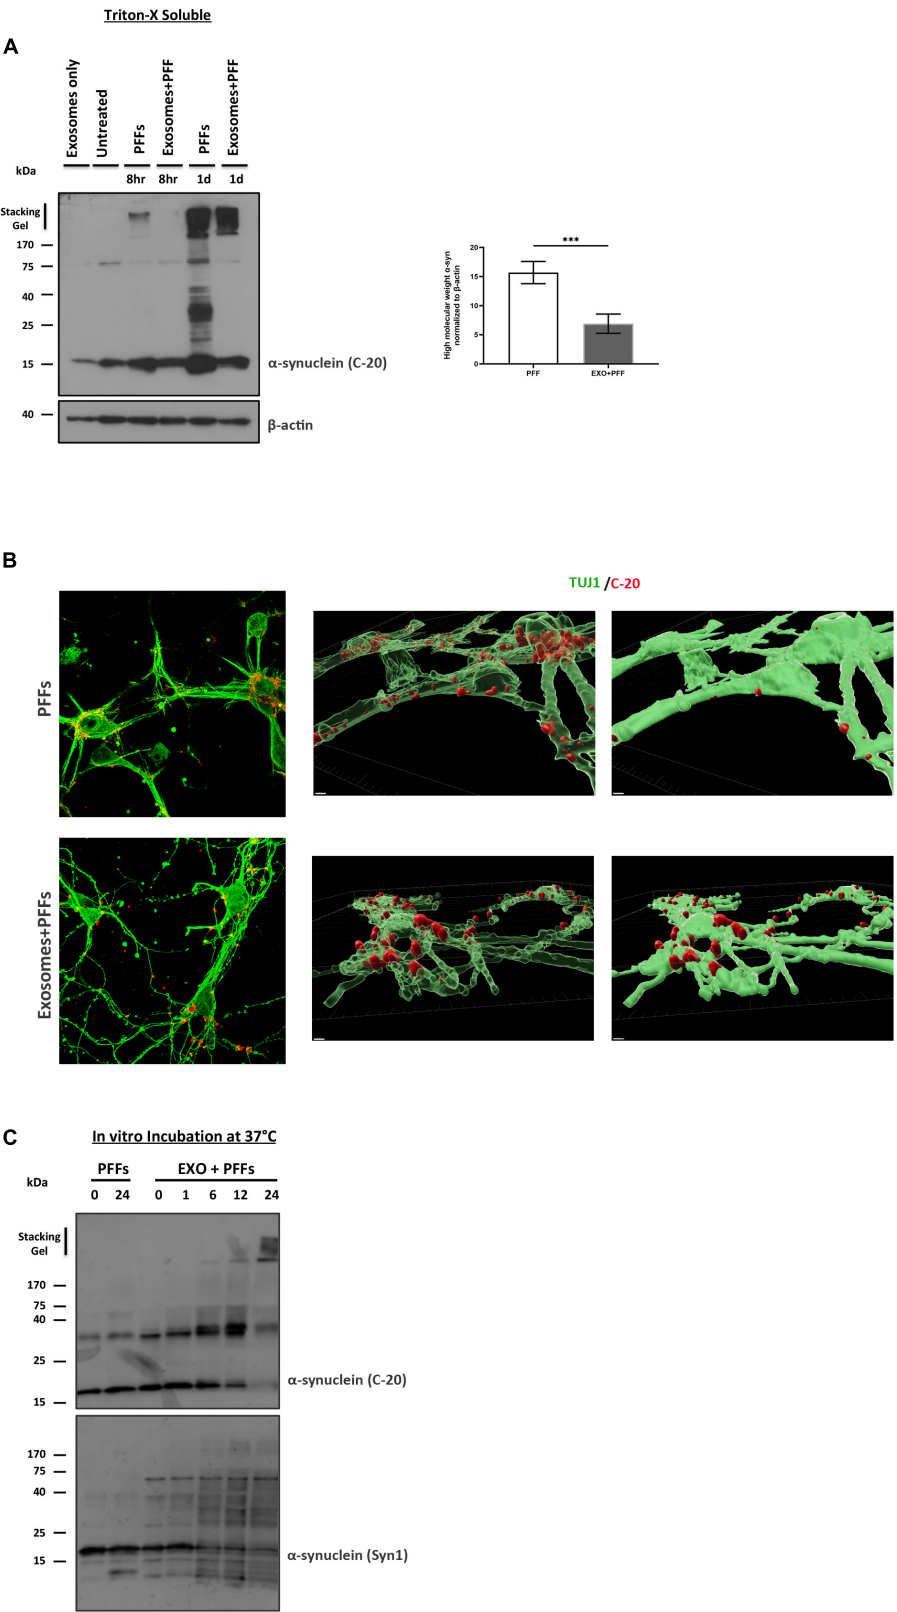 Triton-X Soluble
A
Exosomes only
Untreated
PFFs
Exosomes+PFF
PFFs
Exosomes+PFF
kDa
8hr 8hr 1d 1d
Stacking
Gel
170
75
40
25
15
α-synuclein (C-20)
40
β-actin
High molecular weight α-syn
normalized to β-actin
20
15
10
5
0
***
PFF EXO+PFF
B
TUJ1 /C-20
PFFs
Exosomes+PFFs
C
In vitro Incubation at 37°C
PFFs EXO + PFFs
kDa
0 24 0 1 6 12 24
Stacking
Gel
170
75
40
25
15
α-synuclein (C-20)
170
75
40
25
15
α-synuclein (Syn1)